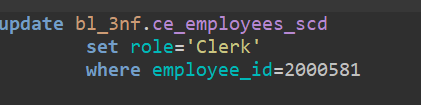 update bl_3nf.ce_employees_scd
set role='Clerk'
where employee_id=2000581